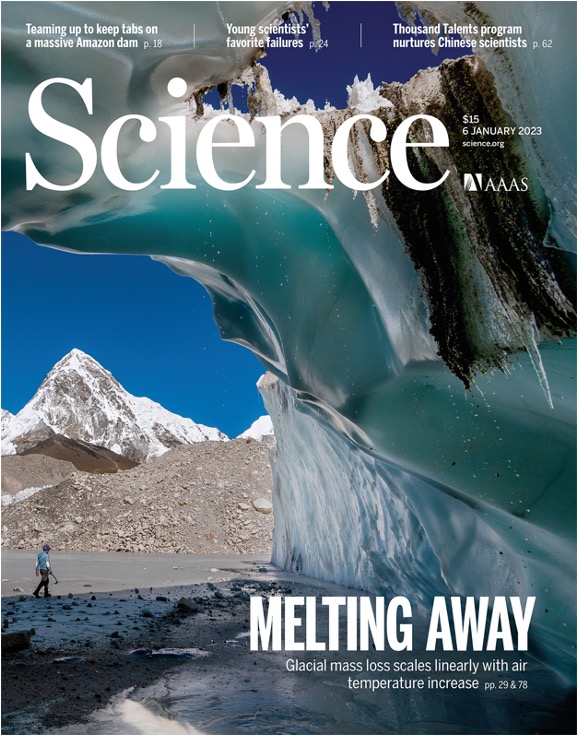 Teaming up to keep tabs on
a massive Amazon dam p. 18
Young scientists'
favorite failures p. 24
Thousand Talents program
nurtures Chinese scientists p. 62
Science
$15
6 JANUARY 2023
science.org
AAAS
MELTING AWAY
Glacial mass loss scales linearly with air
temperature increase pp. 29 & 78